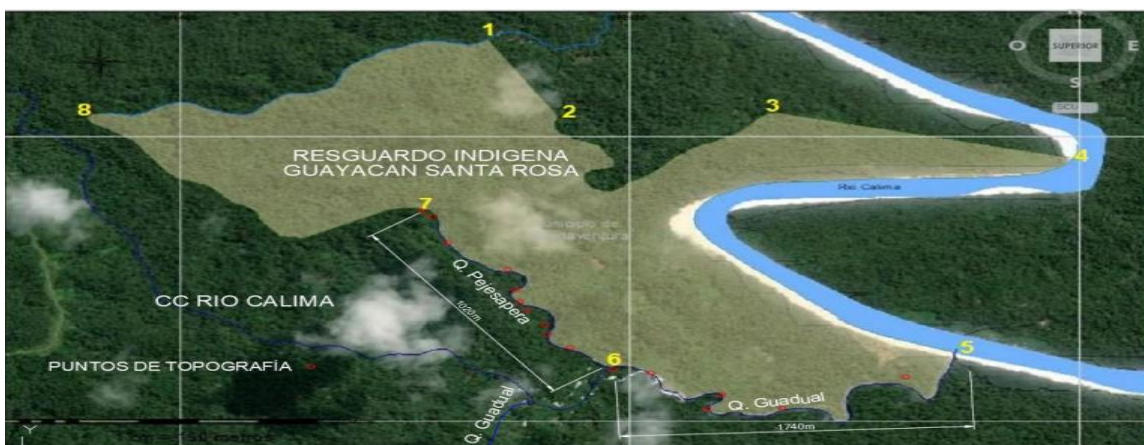 1
2
3
4
5
6
7
8
O
E
S
SUPERIOR
SCU
RESGUARDO INDIGENA
GUAYACAN SANTA ROSA
Rio Calima
Q. Pejesapera
1020m
CC RIO CALIMA
PUNTOS DE TOPOGRAFÍA
Q. Guadual
Q. Guadual
1740m
Y